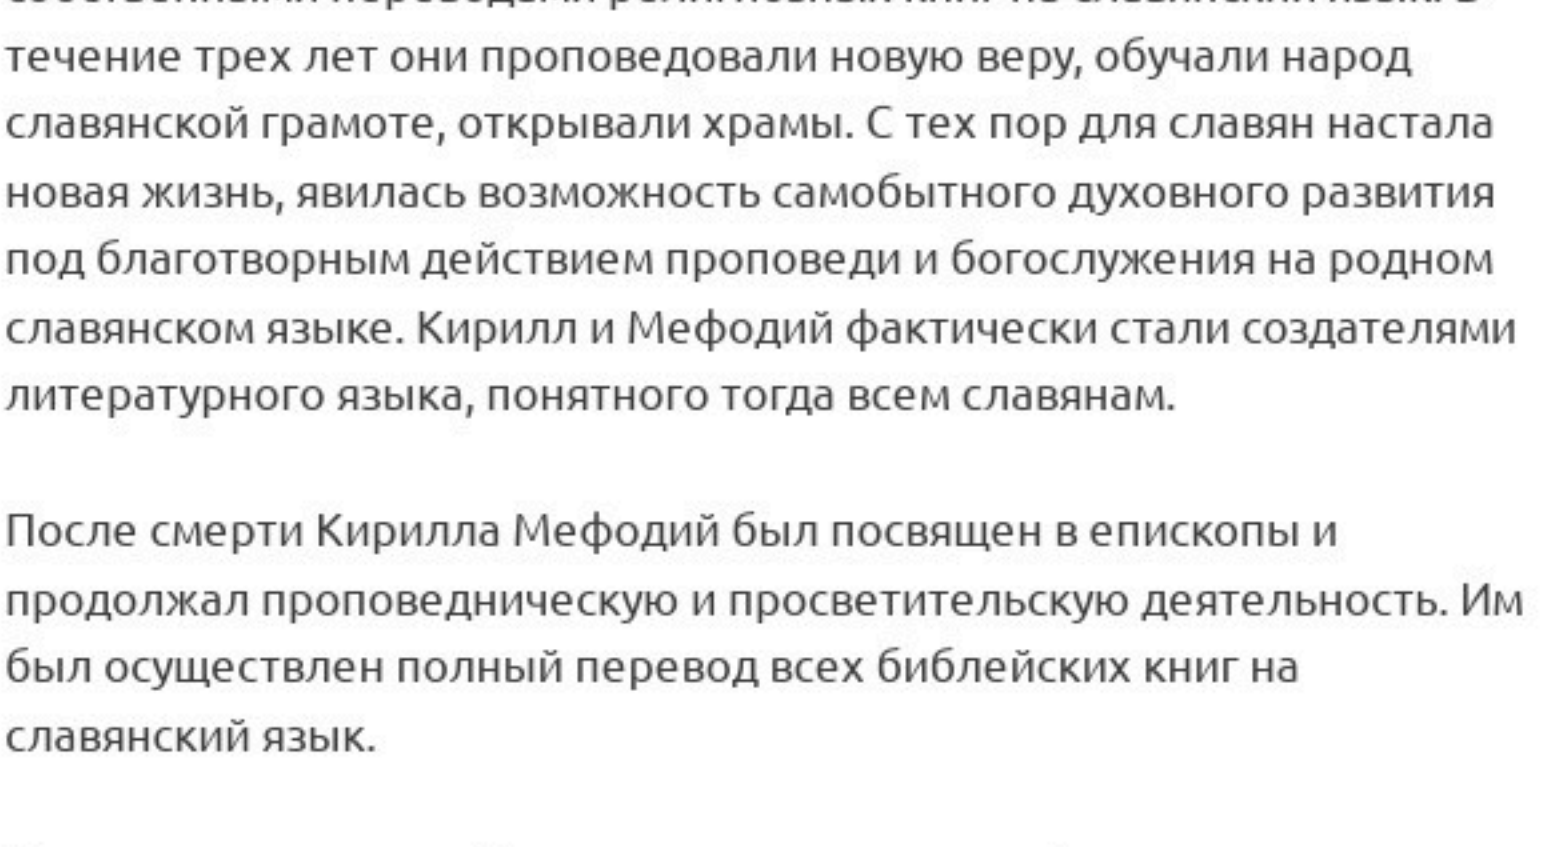 течение трех лет они проповедовали новую веру, обучали народ
славянской грамоте, открывали храмы. С тех пор для славян настала
новая жизнь, явилась возможность самобытного духовного развития
под благотворным действием проповеди и богослужения на родном
славянском языке. Кирилл и Мефодий фактически стали создателями
литературного языка, понятного тогда всем славянам.
После смерти Кирилла Мефодий был посвящен в епископы и
продолжал проповедническую и просветительскую деятельность. Им
был осуществлен полный перевод всех библейских книг на
славянский язык.